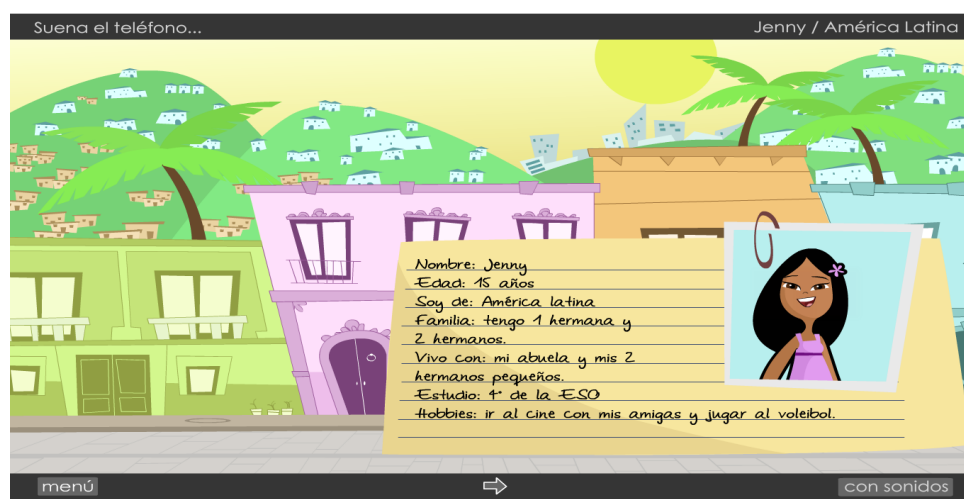 Suena el teléfono...
Jenny / América Latina
Nombre: Jenny
Edad: 15 años
Soy de: América latina
Familia: tengo 1 hermana y
2 hermanos.
Vivo con: mi abuela y mis 2
hermanos pequeños.
Estudio: 4º de la ESO
Hobbies: ir al cine con mis amigas y jugar al voleibol.
menú
con sonidos